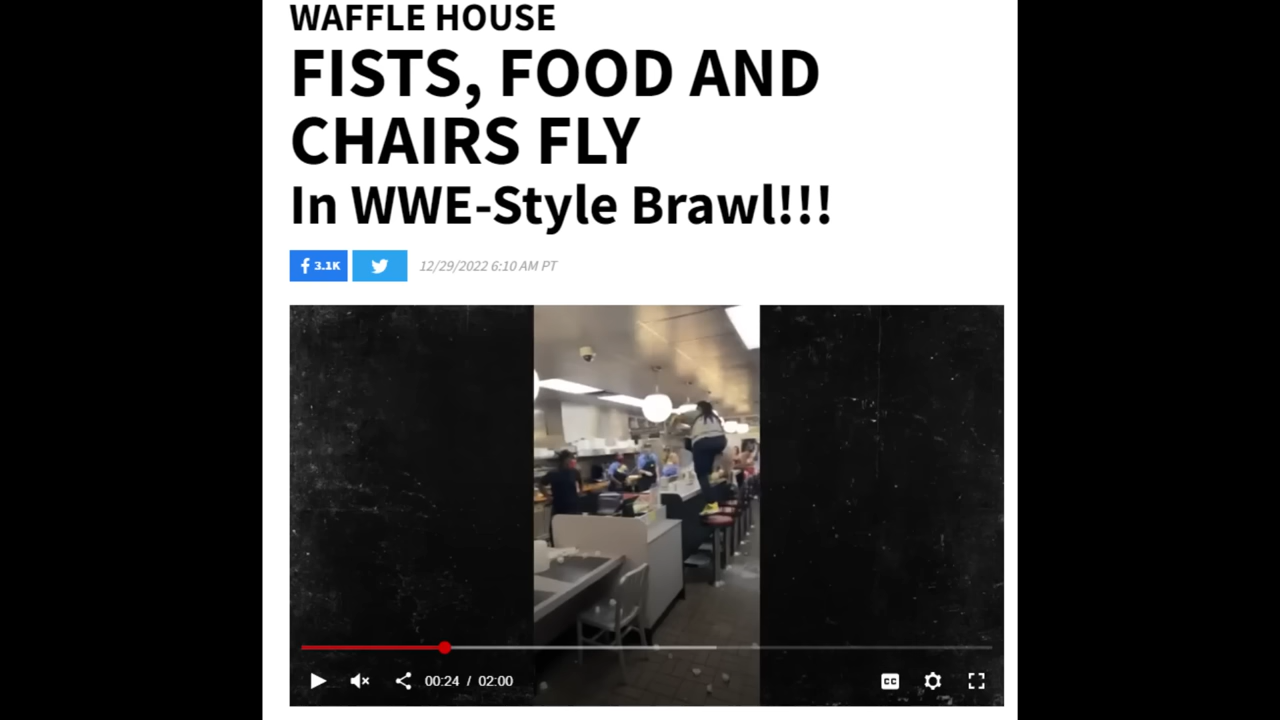 WAFFLE HOUSE
FISTS, FOOD AND
CHAIRS FLY
In WWE-Style Brawl!!!
3.1K
12/29/2022 6:10 AM PT
00:24 / 02:00
CC